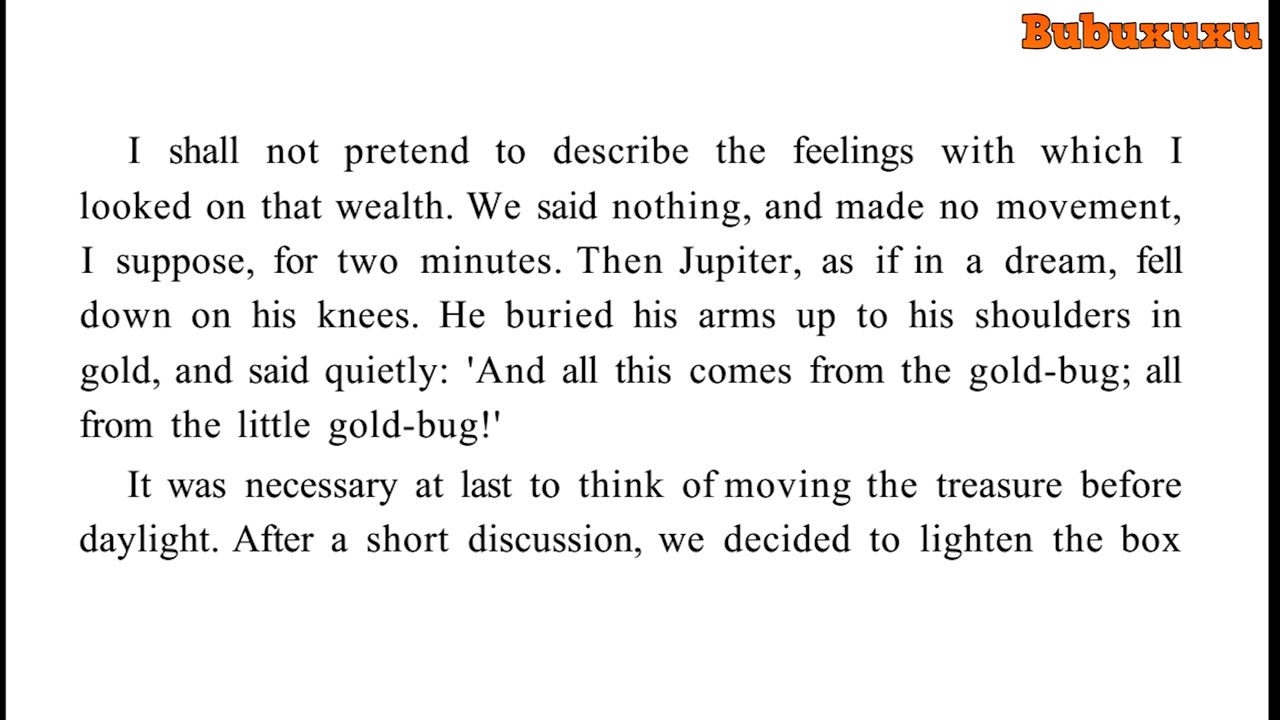 Bubuxuxu
I shall not pretend to describe the feelings with which I
looked on that wealth. We said nothing, and made no movement,
I suppose, for two minutes. Then Jupiter, as if in a dream, fell
down on his knees. He buried his arms up to his shoulders in
gold, and said quietly: 'And all this comes from the gold-bug; all
from the little gold-bug!'
It was necessary at last to think of moving the treasure before
daylight. After a short discussion, we decided to lighten the box